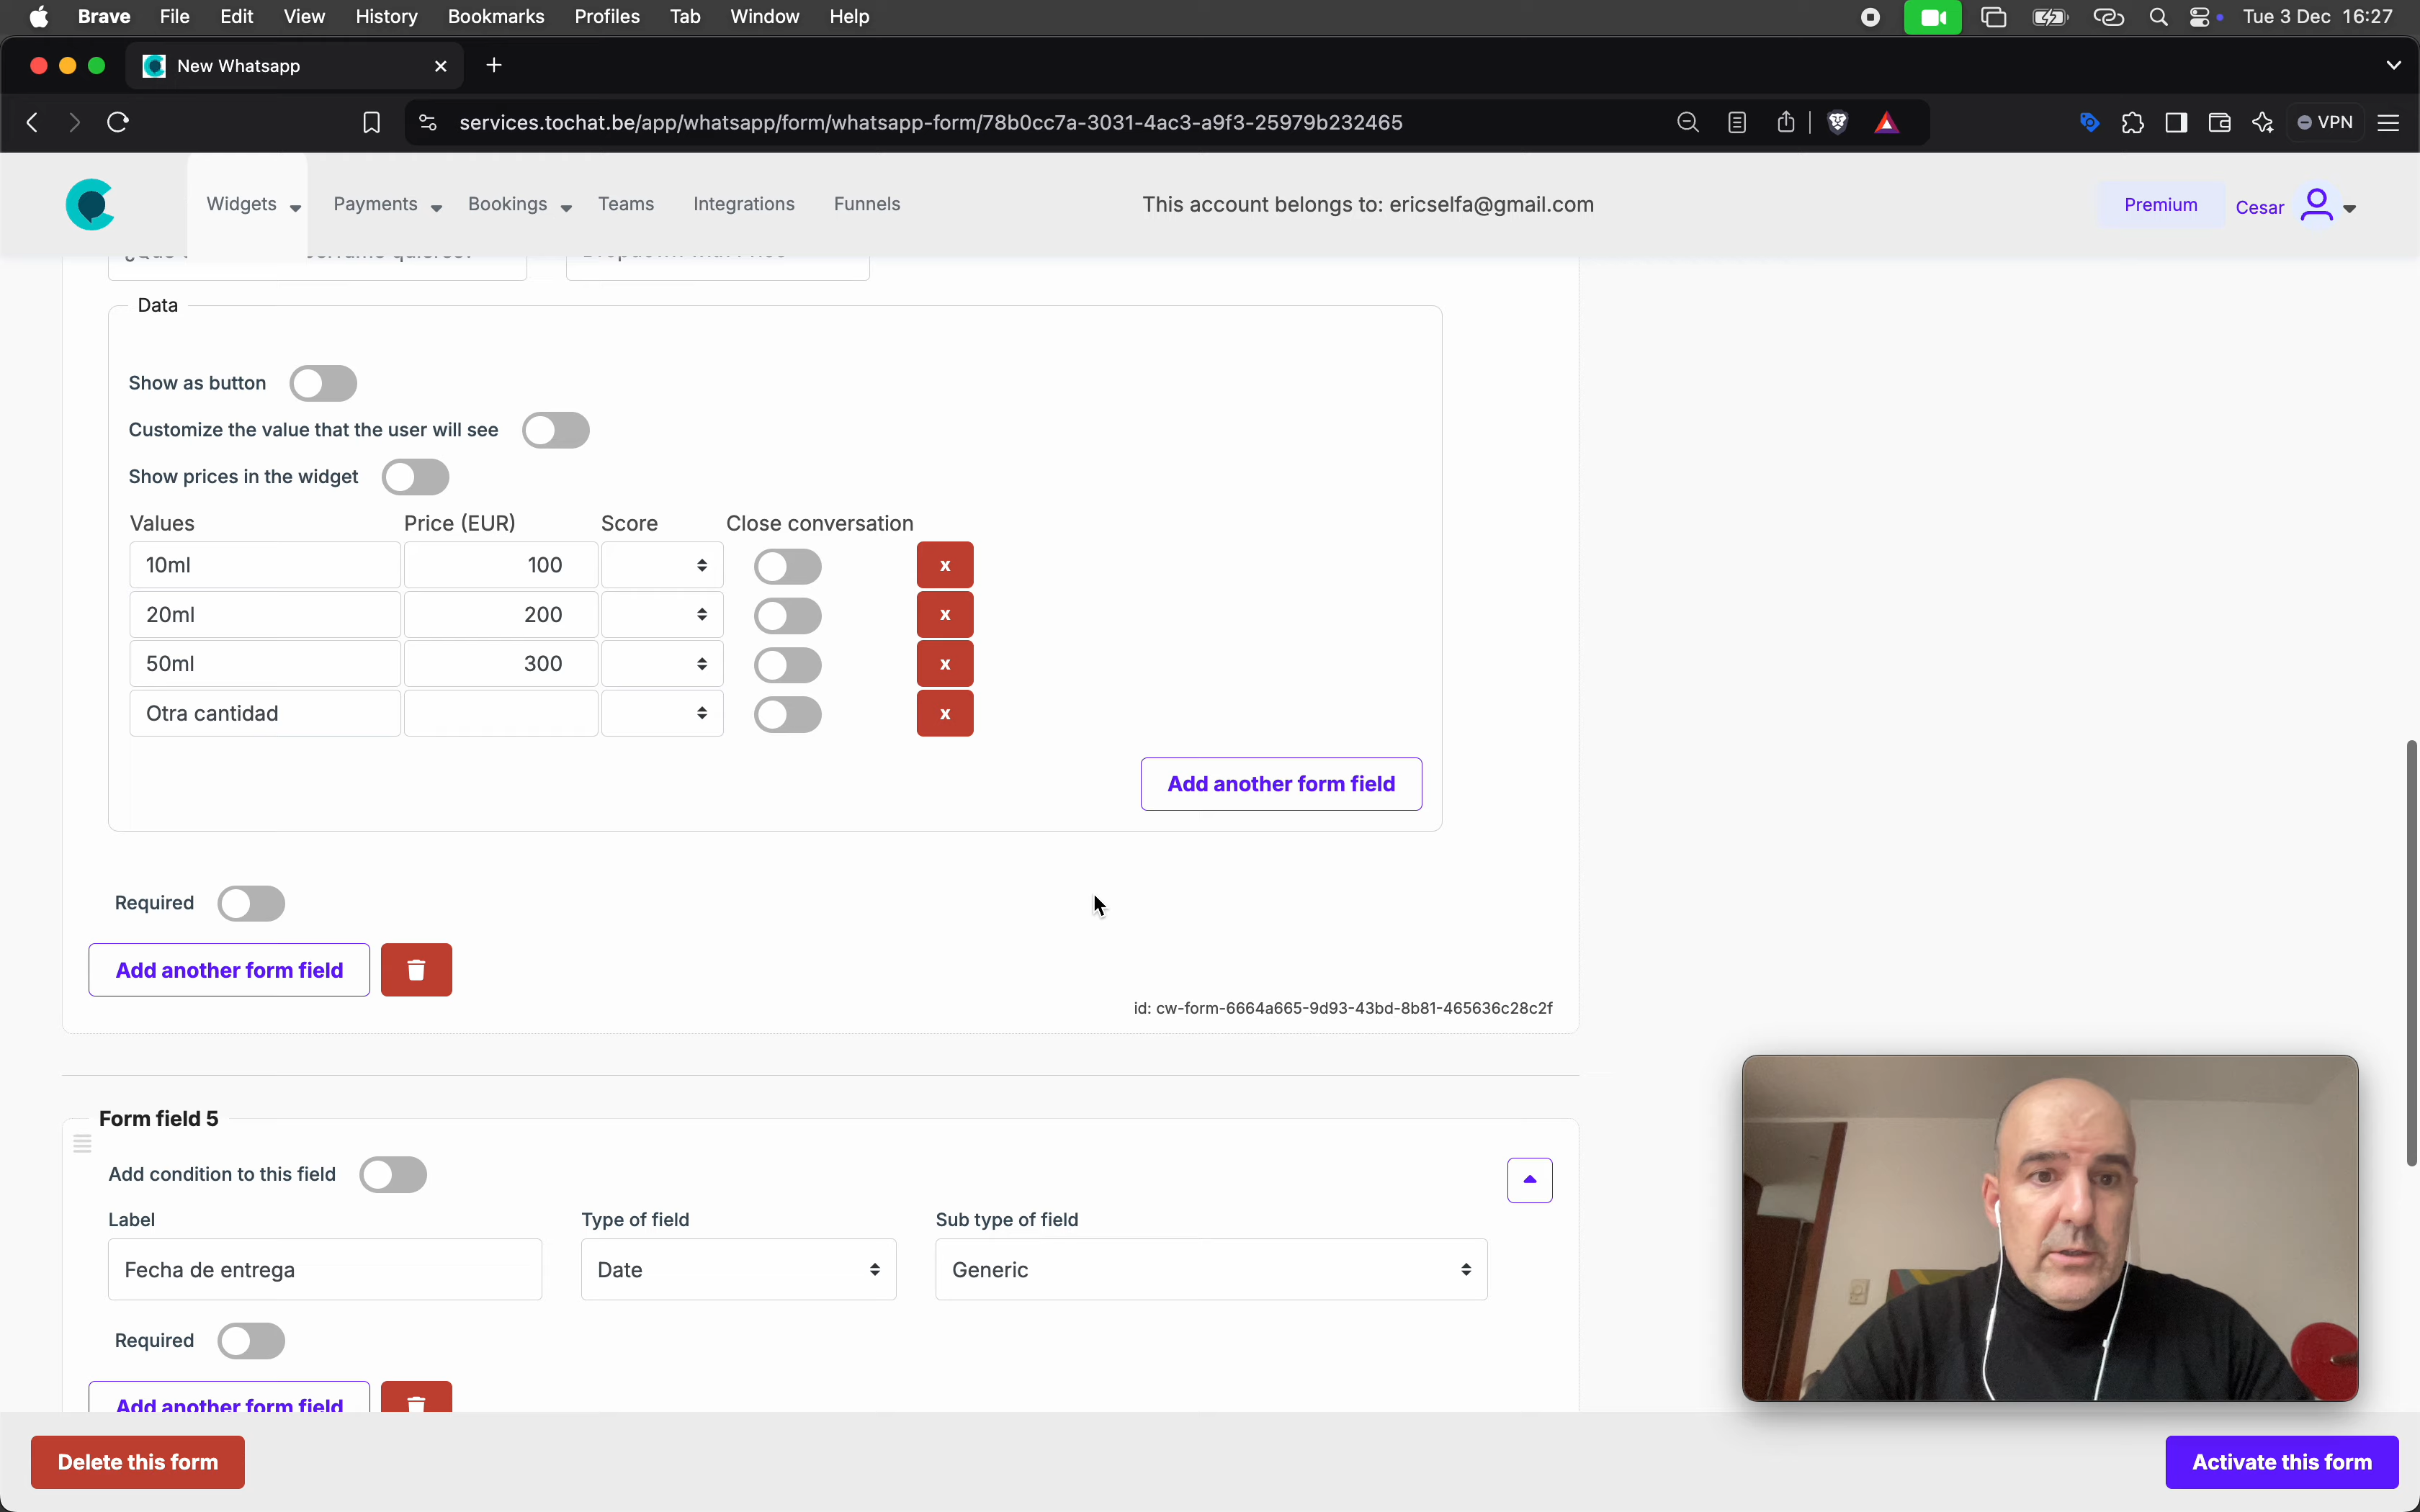 Brave File Edit View History Bookmarks Profiles Tab Window Help Tue 3 Dec 16:27
New Whatsapp
services.tochat.be/app/whatsapp/form/whatsapp-form/78b0cc7a-3031-4ac3-a9f3-25979b232465 VPN
Widgets Payments Bookings Teams Integrations Funnels This account belongs to: ericselfa@gmail.com Premium Cesar
Data
Show as button
Customize the value that the user will see
Show prices in the widget
Values Price (EUR) Score Close conversation
10ml 100 x
20ml 200 x
50ml 300 x
Otra cantidad x
Add another form field
Required
Add another form field
id: cw-form-6664a665-9d93-43bd-8b81-465636c28c2f
Form field 5
Add condition to this field
Label Type of field Sub type of field
Fecha de entrega Date Generic
Required
Add another form field
Delete this form Activate this form